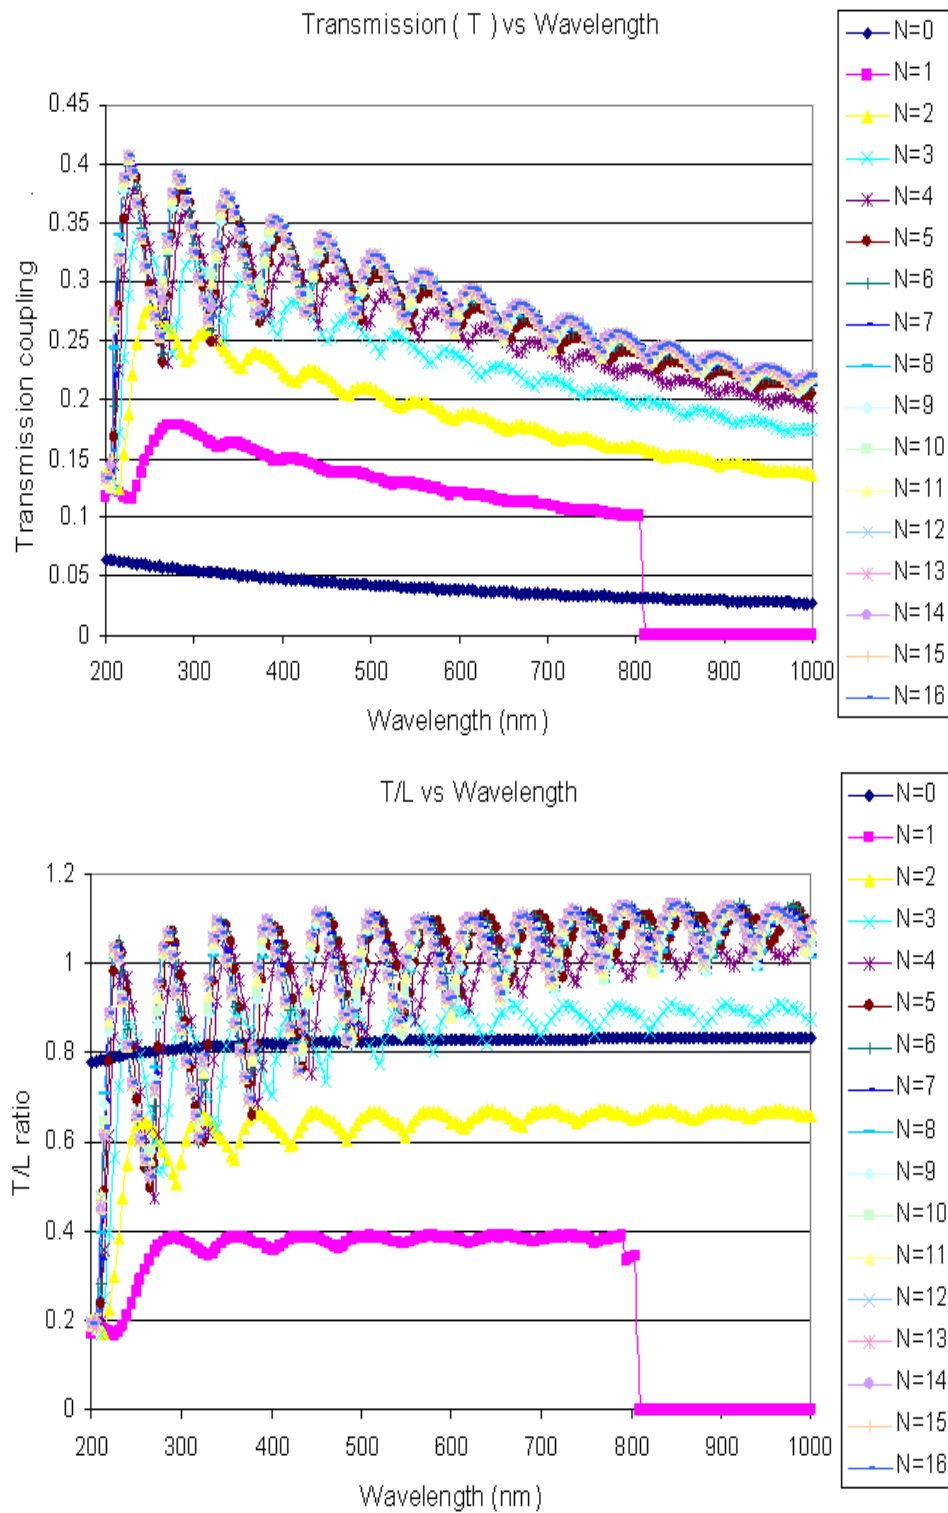 Transmission ( T ) vs Wavelength
0.45
0.4
0.35
0.3
0.25
0.2
0.15
0.1
0.05
0
Transmission coupling
200 300 400 500 600 700 800 900 1000
Wavelength (nm)
N=0
N=1
N=2
N=3
N=4
N=5
N=6
N=7
N=8
N=9
N=10
N=11
N=12
N=13
N=14
N=15
N=16
T/L vs Wavelength
1.2
1
0.8
0.6
0.4
0.2
0
T/L ratio
200 300 400 500 600 700 800 900 1000
Wavelength (nm)
N=0
N=1
N=2
N=3
N=4
N=5
N=6
N=7
N=8
N=9
N=10
N=11
N=12
N=13
N=14
N=15
N=16